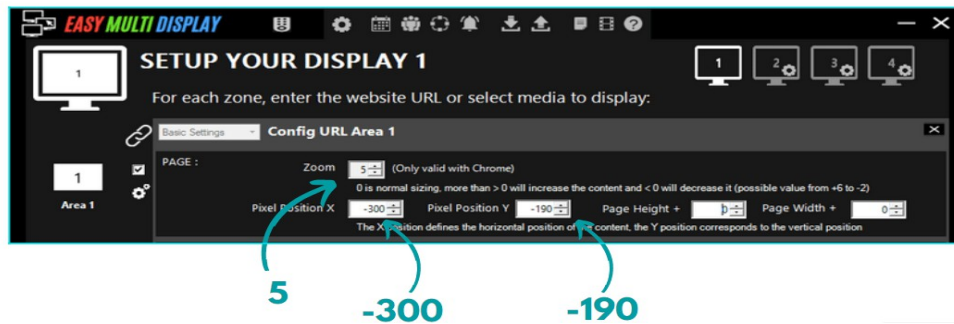 EASY MULTI DISPLAY
1
SETUP YOUR DISPLAY 1
1 2 3 4
For each zone, enter the website URL or select media to display:
Basic Settings Config URL Area 1
PAGE :
Zoom 5 (Only valid with Chrome)
0 is normal sizing, more than > 0 will increase the content and < 0 will decrease it (possible value from +6 to -2)
1
Area 1
Pixel Position X -300 Pixel Position Y -190 Page Height + 0 Page Width + 0
The X position defines the horizontal position of the content, the Y position corresponds to the vertical position
5
-300
-190